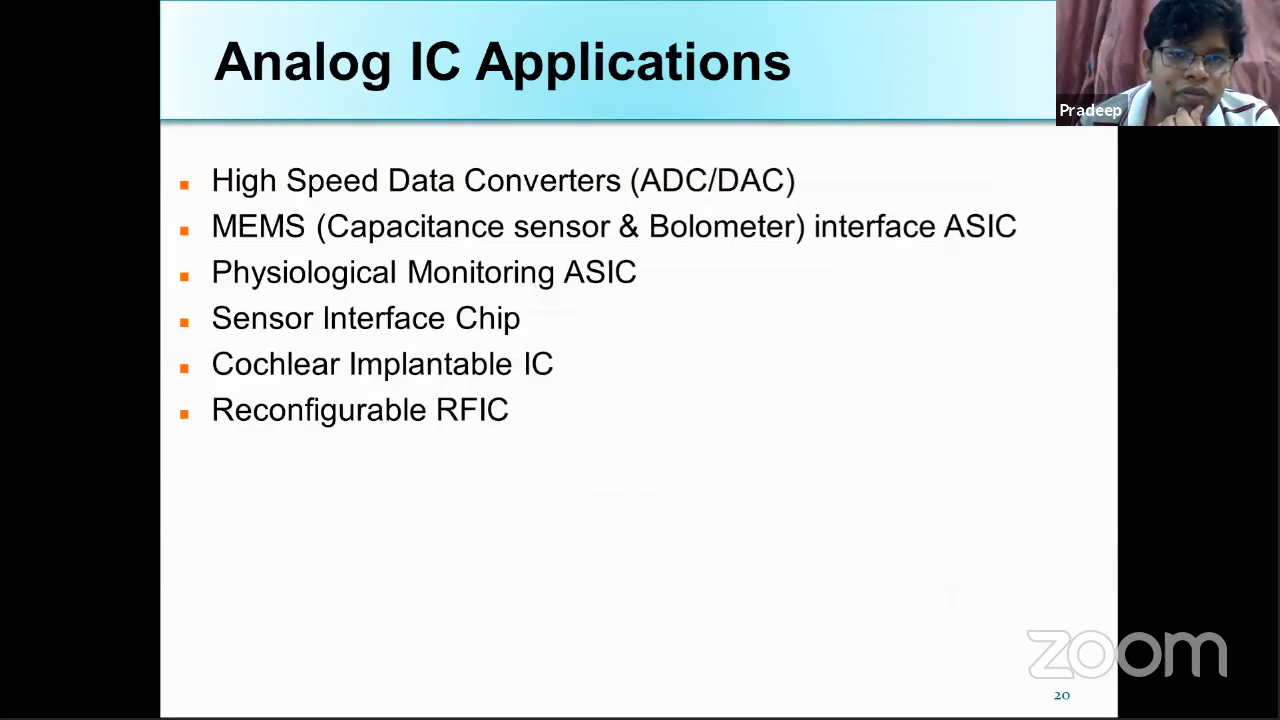 Analog IC Applications
Pradeep
High Speed Data Converters (ADC/DAC)
MEMS (Capacitance sensor & Bolometer) interface ASIC
Physiological Monitoring ASIC
Sensor Interface Chip
Cochlear Implantable IC
Reconfigurable RFIC
zoom
20